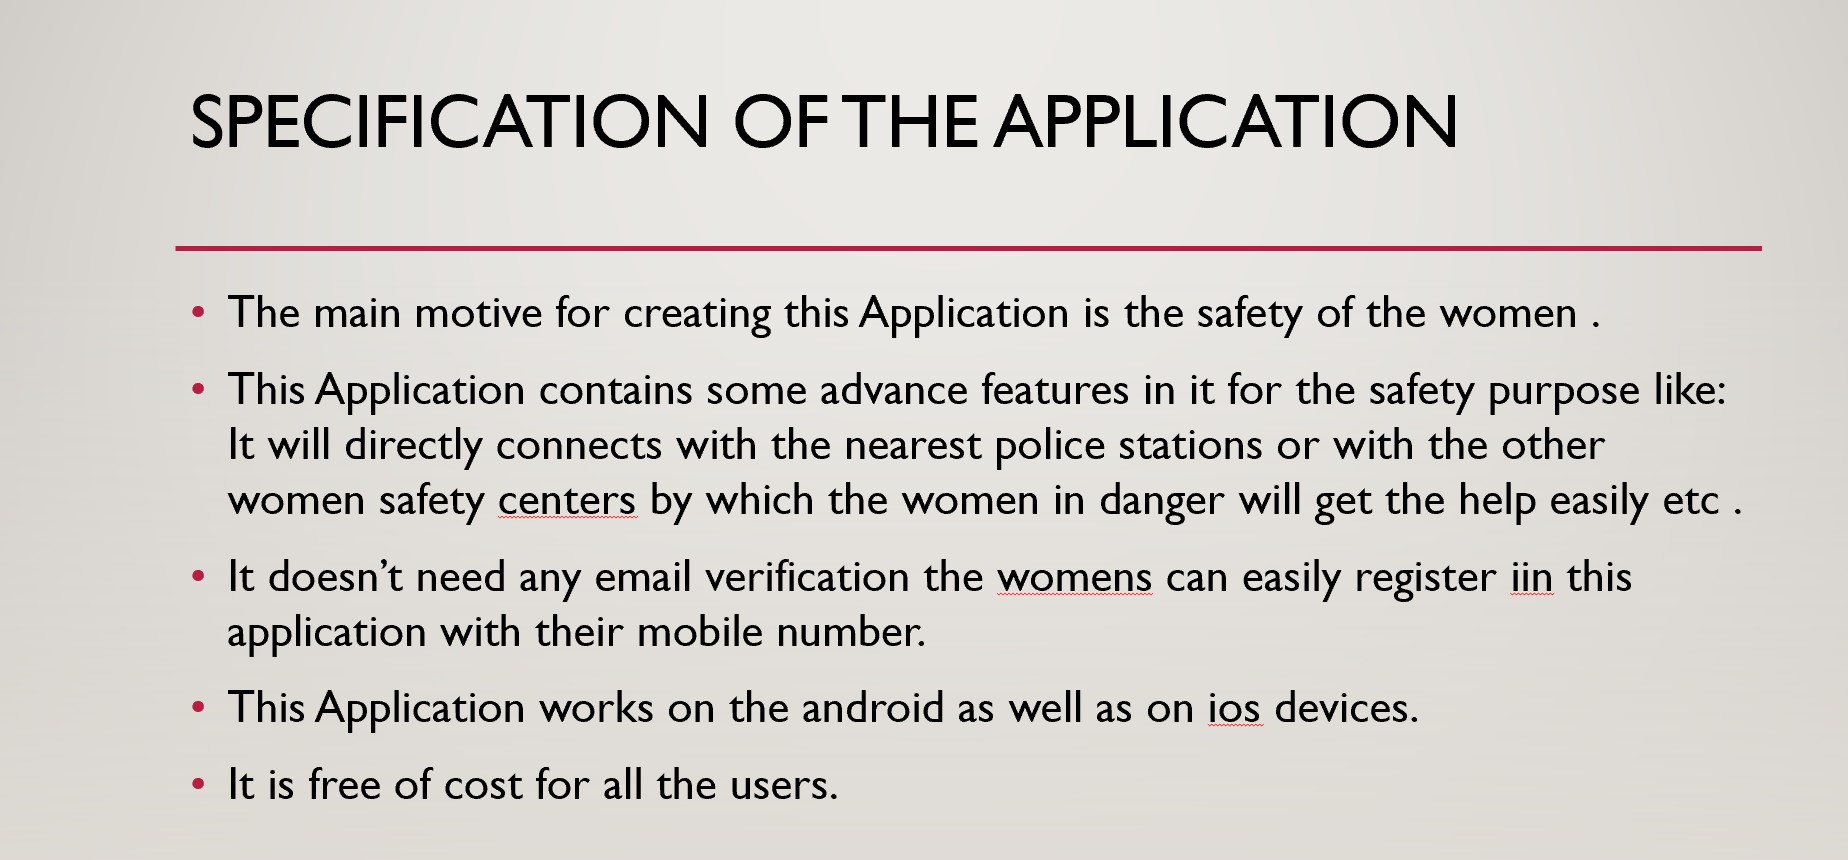 SPECIFICATION OF THE APPLICATION
• The main motive for creating this Application is the safety of the women .
• This Application contains some advance features in it for the safety purpose like:
It will directly connects with the nearest police stations or with the other
women safety centers by which the women in danger will get the help easily etc .
• It doesn’t need any email verification the womens can easily register iin this
application with their mobile number.
• This Application works on the android as well as on ios devices.
• It is free of cost for all the users.